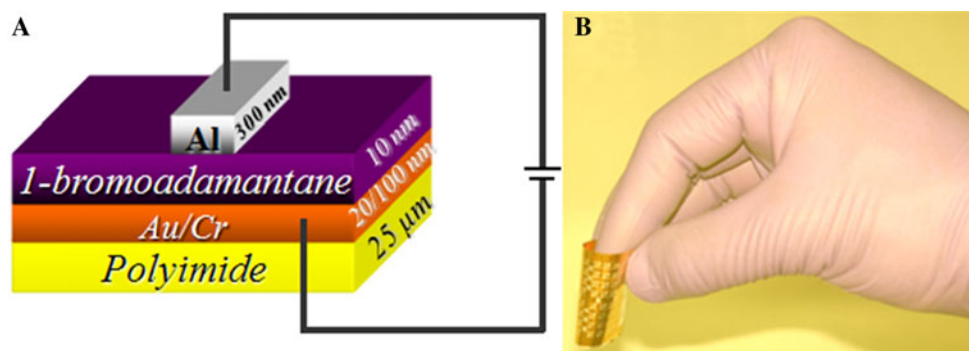 A
Al
300 nm
1-bromoadamantane
10 nm
Au/Cr
20/100 nm
Polyimide
25 µm
B